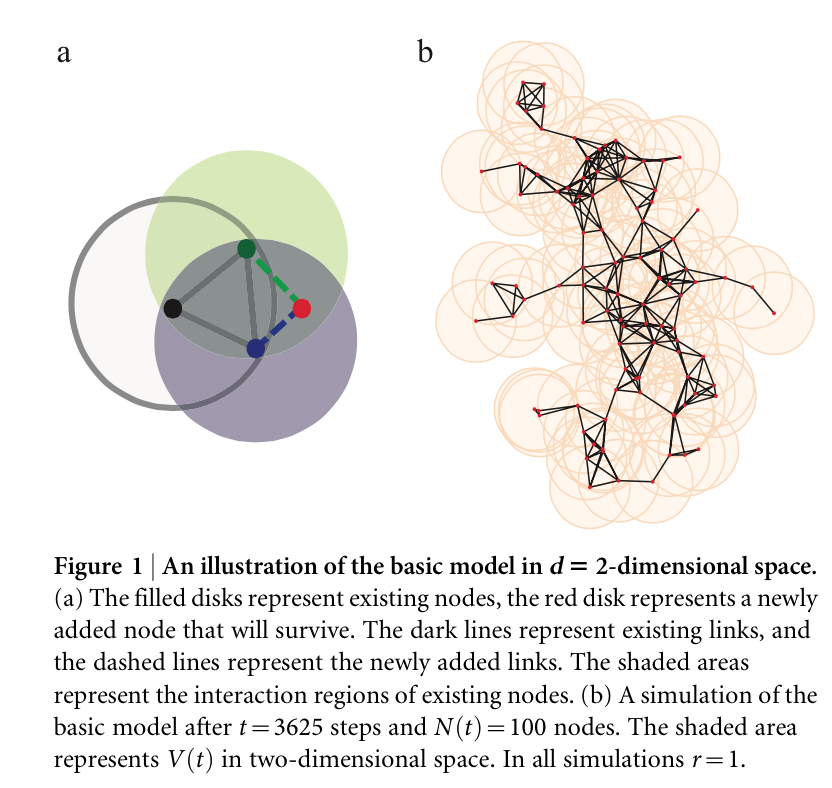 a
b
Figure 1 | An illustration of the basic model in d = 2-dimensional space.
(a) The filled disks represent existing nodes, the red disk represents a newly
added node that will survive. The dark lines represent existing links, and
the dashed lines represent the newly added links. The shaded areas
represent the interaction regions of existing nodes. (b) A simulation of the
basic model after t = 3625 steps and N(t) = 100 nodes. The shaded area
represents V(t) in two-dimensional space. In all simulations r = 1.